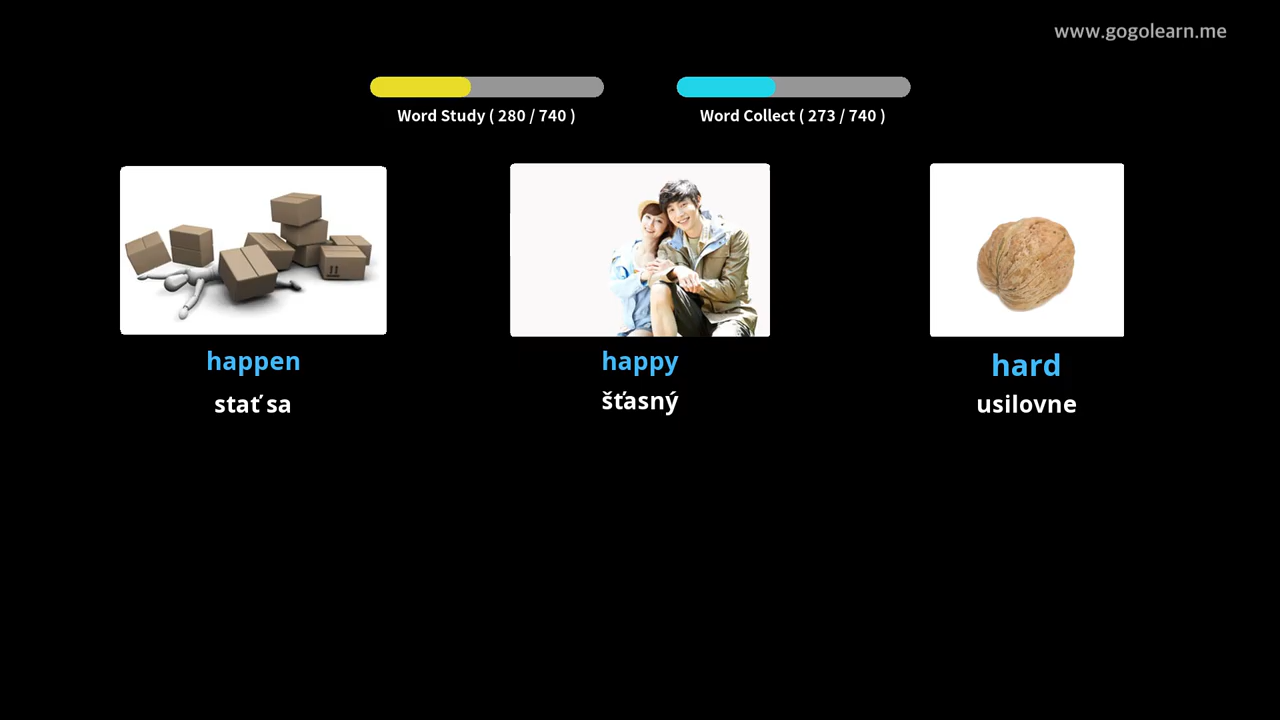 www.gogolearn.me
Word Study ( 280 / 740 )
Word Collect ( 273 / 740 )
happen
stať sa
happy
šťasný
hard
usilovne